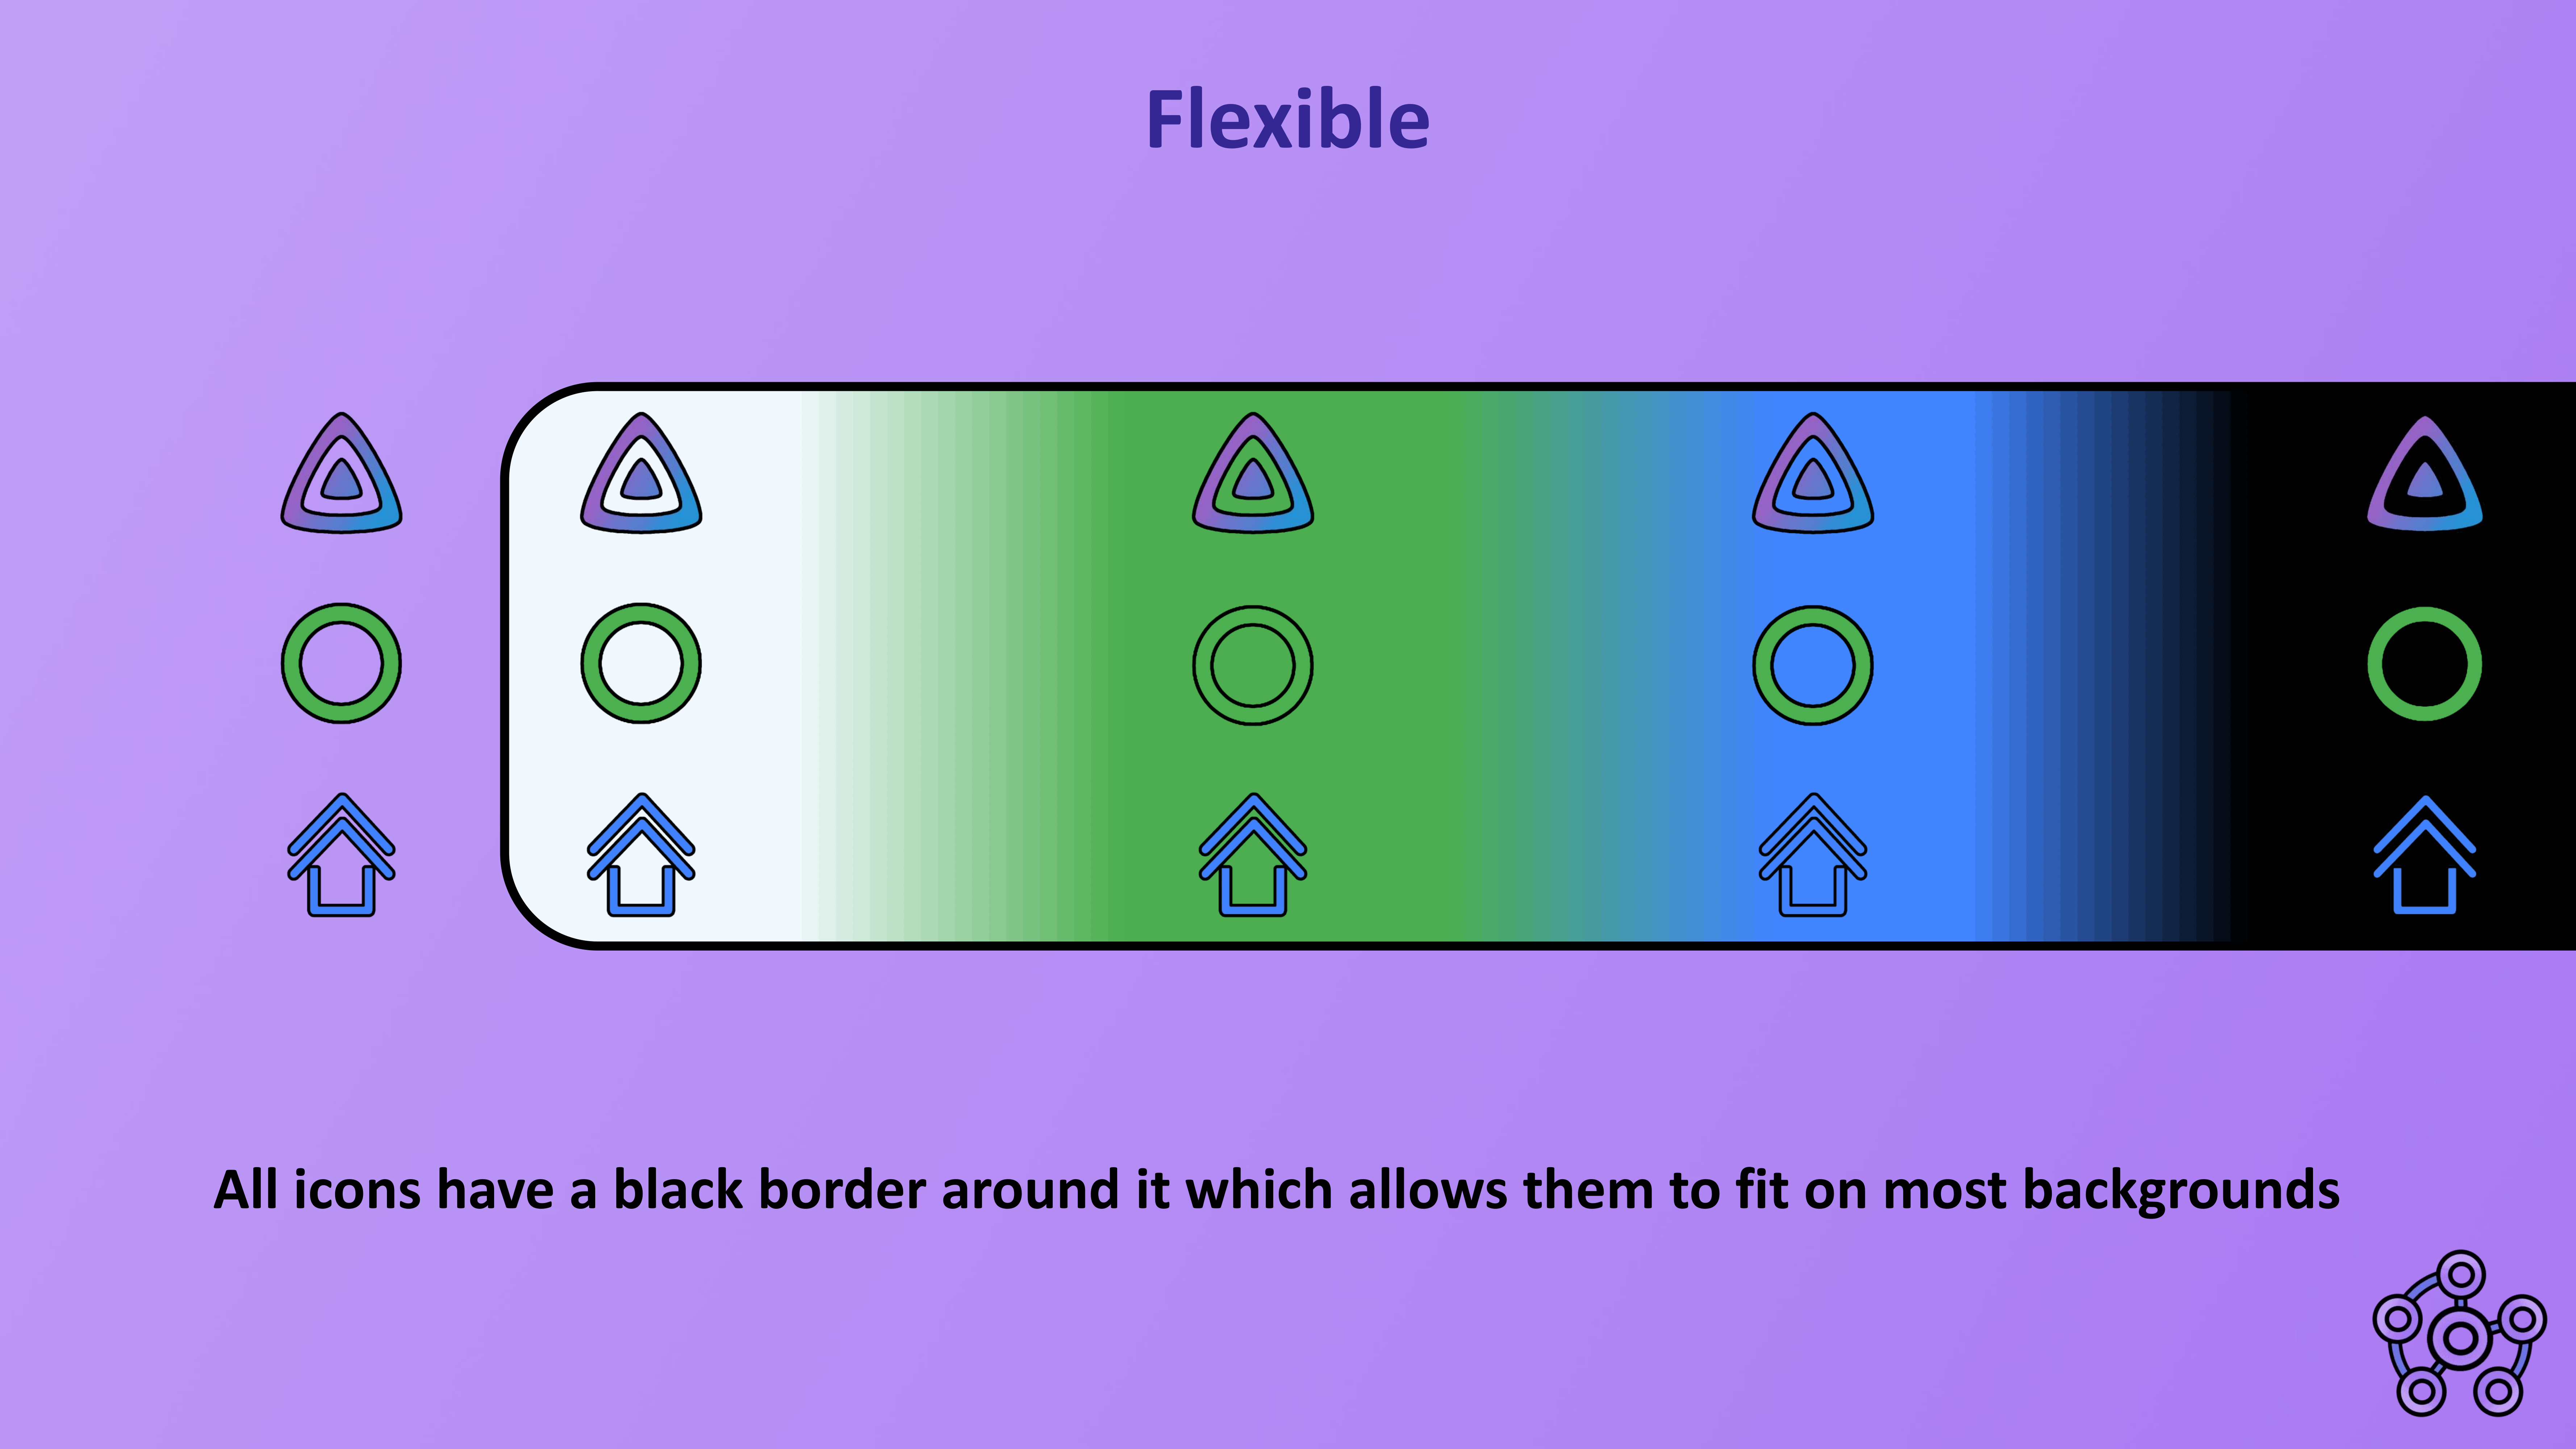 Flexible
All icons have a black border around it which allows them to fit on most backgrounds